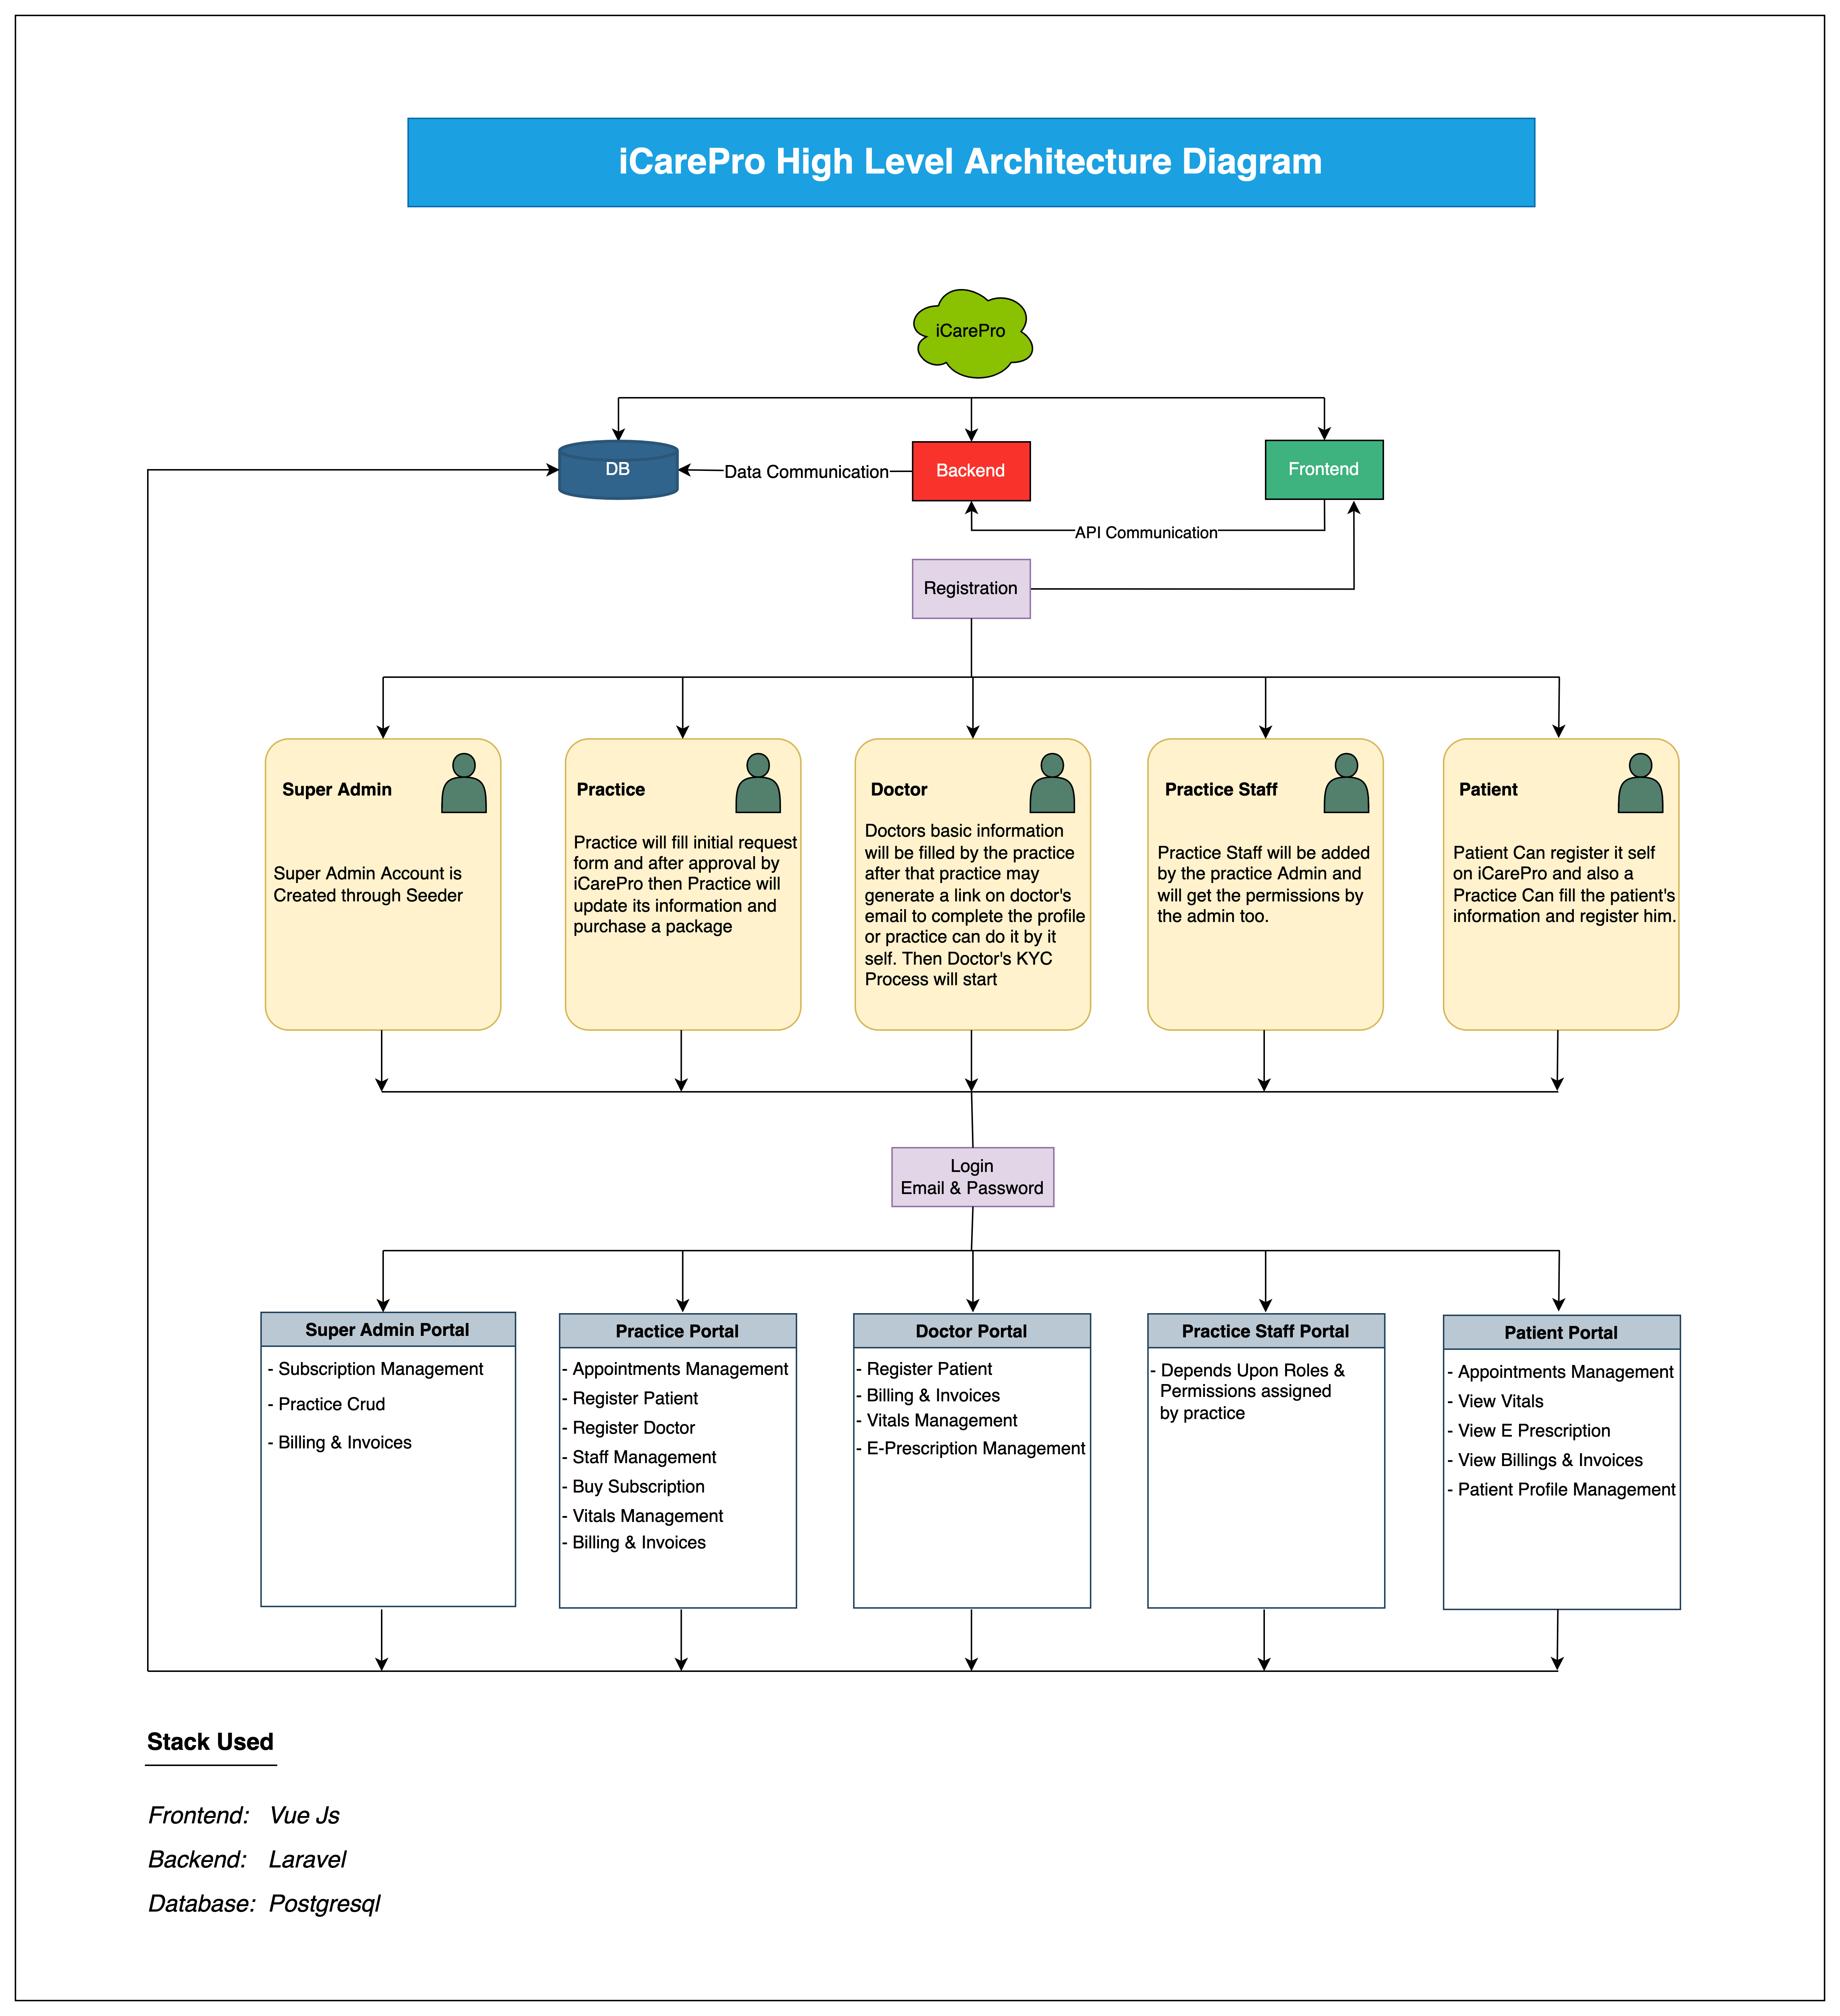 iCarePro High Level Architecture Diagram
iCarePro
DB
Data Communication
Backend
Frontend
API Communication
Registration
Super Admin
Super Admin Account is
Created through Seeder
Practice
Practice will fill initial request
form and after approval by
iCarePro then Practice will
update its information and
purchase a package
Doctor
Doctors basic information
will be filled by the practice
after that practice may
generate a link on doctor's
email to complete the profile
or practice can do it by it
self. Then Doctor's KYC
Process will start
Practice Staff
Practice Staff will be added
by the practice Admin and
will get the permissions by
the admin too.
Patient
Patient Can register it self
on iCarePro and also a
Practice Can fill the patient's
information and register him.
Login
Email & Password
Super Admin Portal
- Subscription Management
- Practice Crud
- Billing & Invoices
Practice Portal
- Appointments Management
- Register Patient
- Register Doctor
- Staff Management
- Buy Subscription
- Vitals Management
- Billing & Invoices
Doctor Portal
- Register Patient
- Billing & Invoices
- Vitals Management
- E-Prescription Management
Practice Staff Portal
- Depends Upon Roles &
Permissions assigned
by practice
Patient Portal
- Appointments Management
- View Vitals
- View E Prescription
- View Billings & Invoices
- Patient Profile Management
Stack Used
Frontend: Vue Js
Backend: Laravel
Database: Postgresql